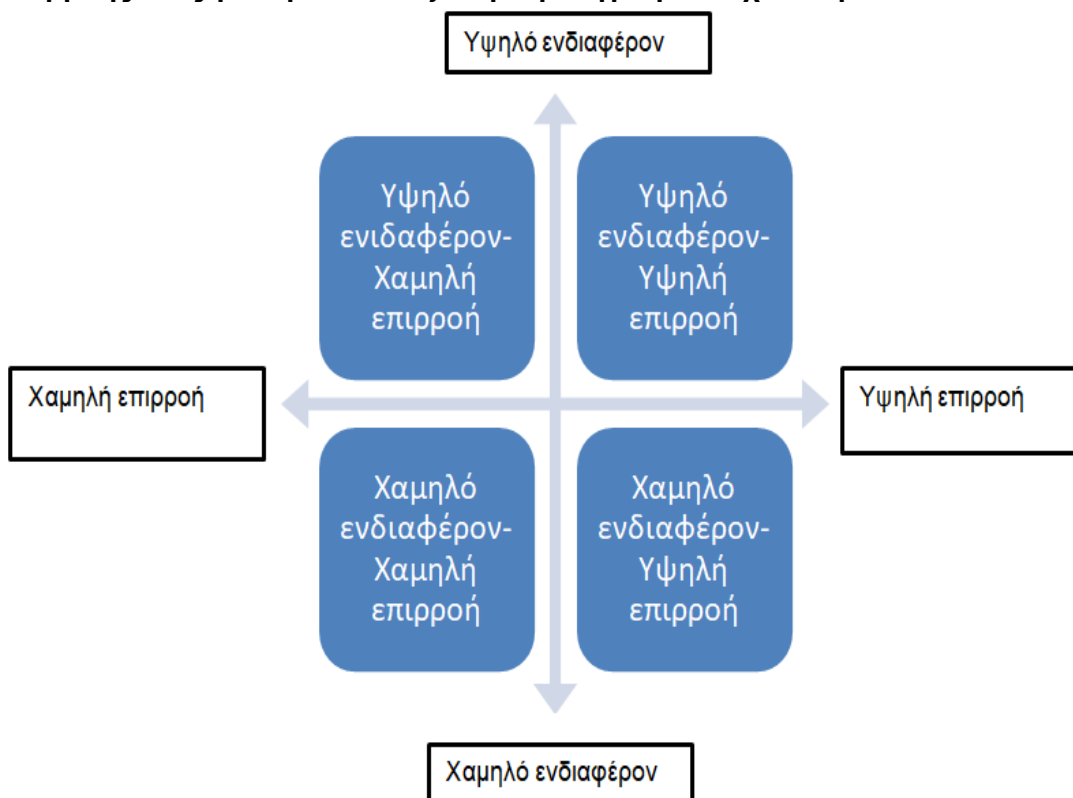 Υψηλό ενδιαφέρον
Υψηλό
ενιδαφέρον-
Χαμηλή
επιρροή
Υψηλό
ενδιαφέρον-
Υψηλή
επιρροή
Χαμηλή επιρροή
Υψηλή επιρροή
Χαμηλό
ενδιαφέρον-
Χαμηλή
επιρροή
Χαμηλό
ενδιαφέρον-
Υψηλή
επιρροή
Χαμηλό ενδιαφέρον